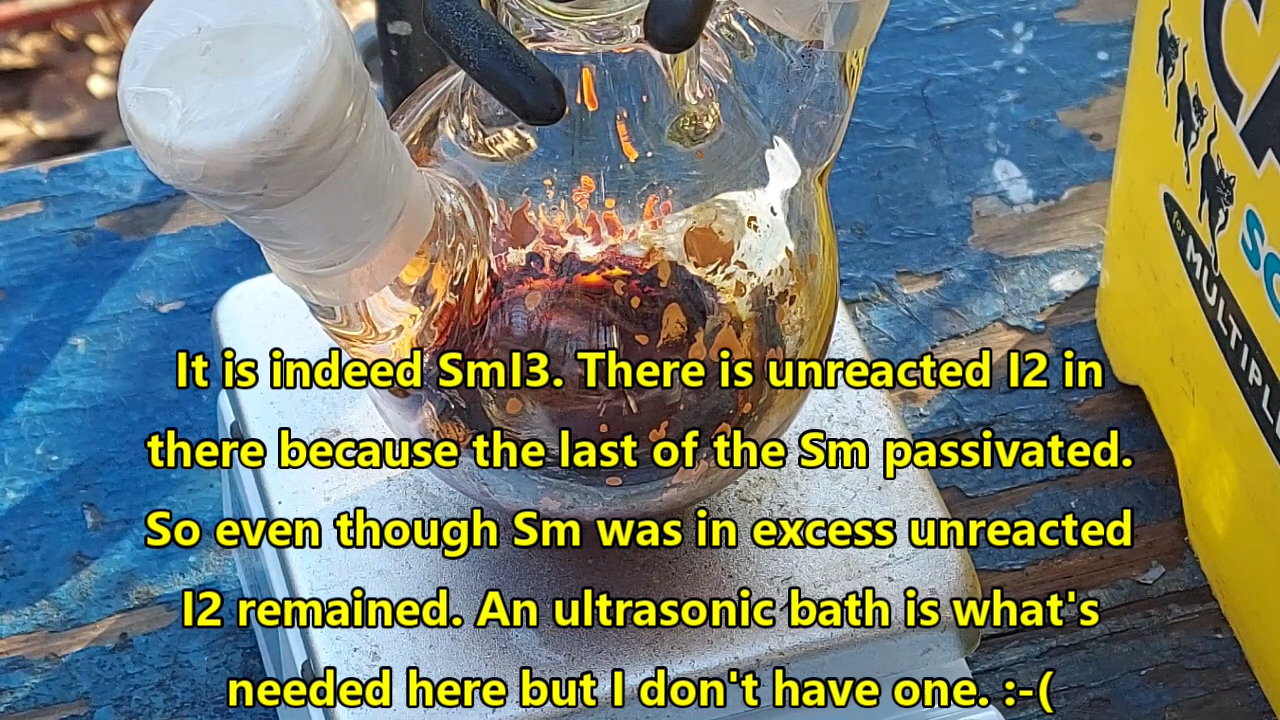 It is indeed SmI3. There is unreacted I2 in
there because the last of the Sm passivated.
So even though Sm was in excess unreacted
I2 remained. An ultrasonic bath is what's
needed here but I don't have one. :-(
for
MULTIPL